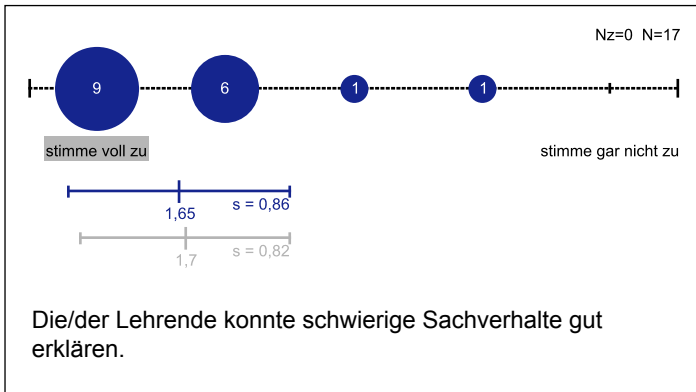 Nz=0 N=17
9 6 1 1
stimme voll zu stimme gar nicht zu
1,65 s = 0,86
1,7 s = 0,82
Die/der Lehrende konnte schwierige Sachverhalte gut
erklären.